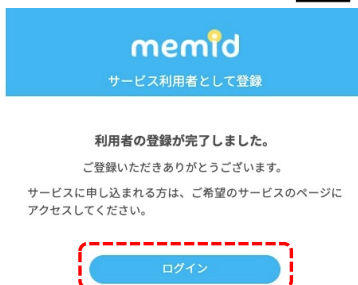 memid
サービス利用者として登録
利用者の登録が完了しました。
ご登録いただきありがとうございます。
サービスに申し込まれる方は、ご希望のサービスのページに
アクセスしてください。
ログイン